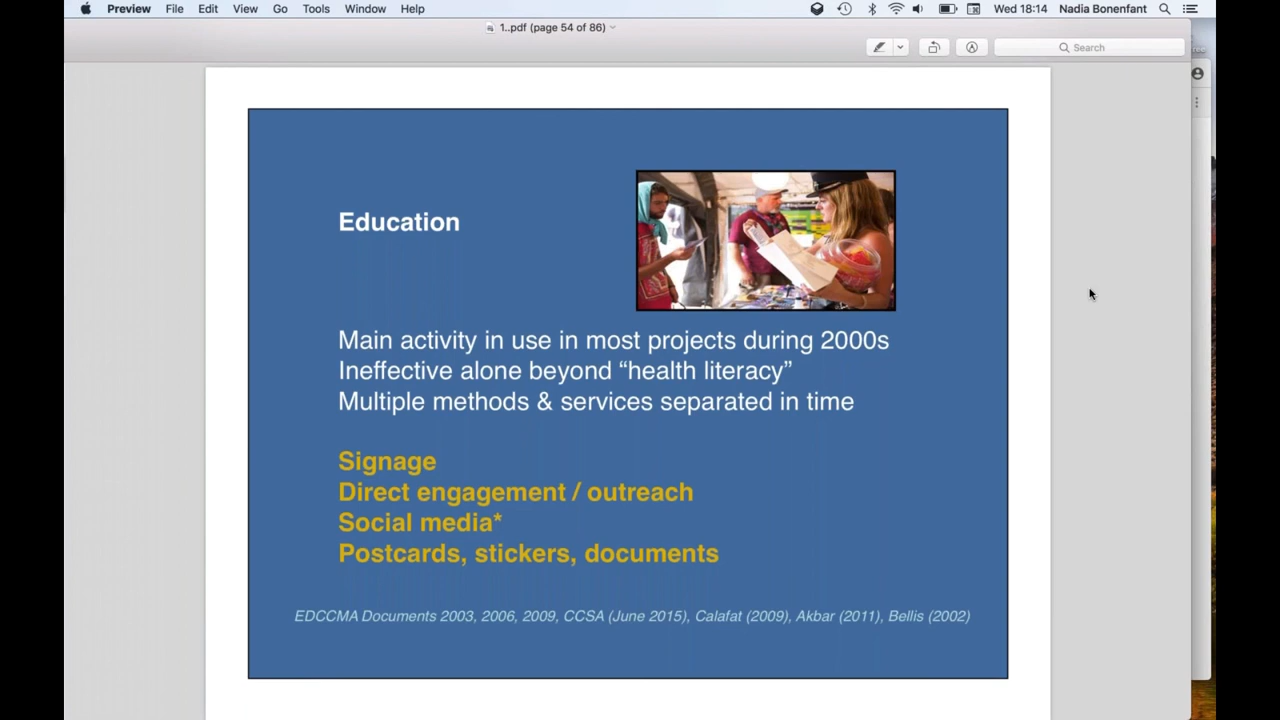 Preview File Edit View Go Tools Window Help Wed 18:14 Nadia Bonenfant
1..pdf (page 54 of 86)
Search
Education
Main activity in use in most projects during 2000s
Ineffective alone beyond “health literacy”
Multiple methods & services separated in time
Signage
Direct engagement / outreach
Social media*
Postcards, stickers, documents
EDCCMA Documents 2003, 2006, 2009, CCSA (June 2015), Calafat (2009), Akbar (2011), Bellis (2002)